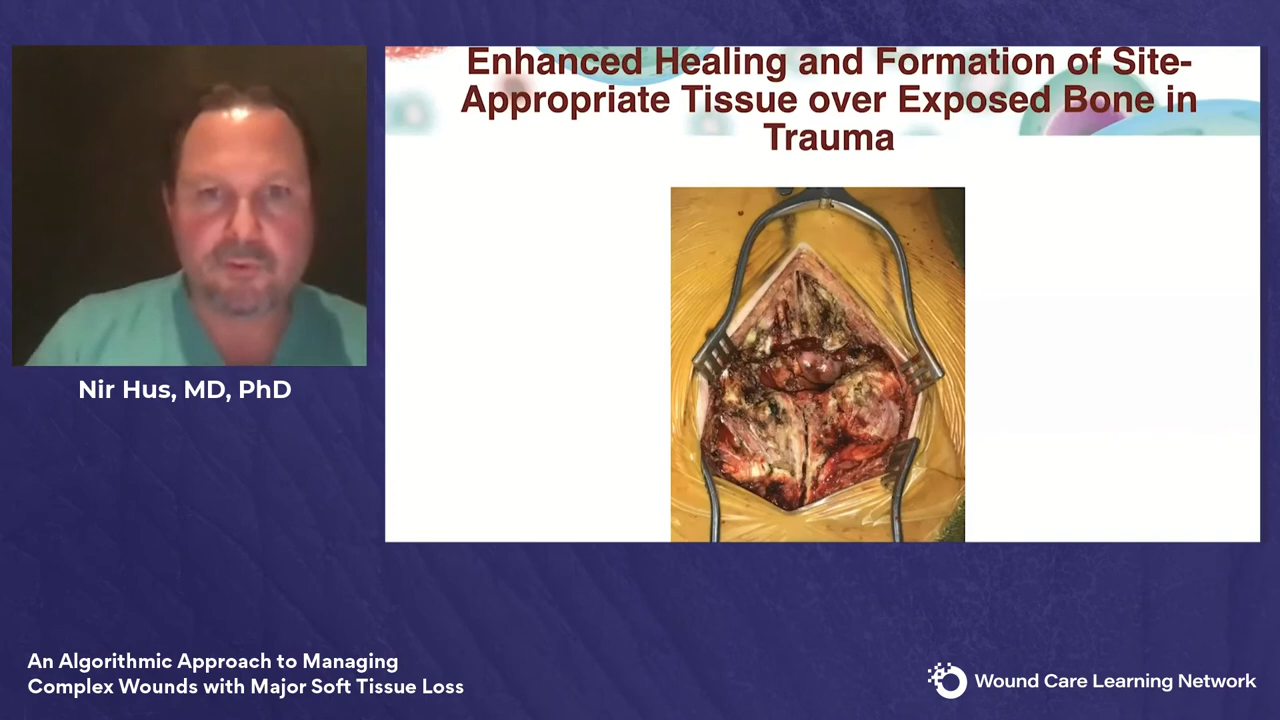 Enhanced Healing and Formation of Site-
Appropriate Tissue over Exposed Bone in
Trauma
Nir Hus, MD, PhD
An Algorithmic Approach to Managing
Complex Wounds with Major Soft Tissue Loss
Wound Care Learning Network